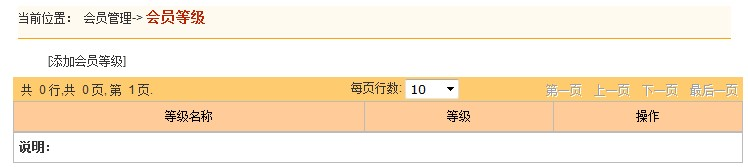 当前位置： 会员管理-> 会员等级
[添加会员等级]
共 0行,共 0页, 第 1页. 每页行数: 10 第一页 上一页 下一页 最后一页
等级名称 等级 操作
说明：